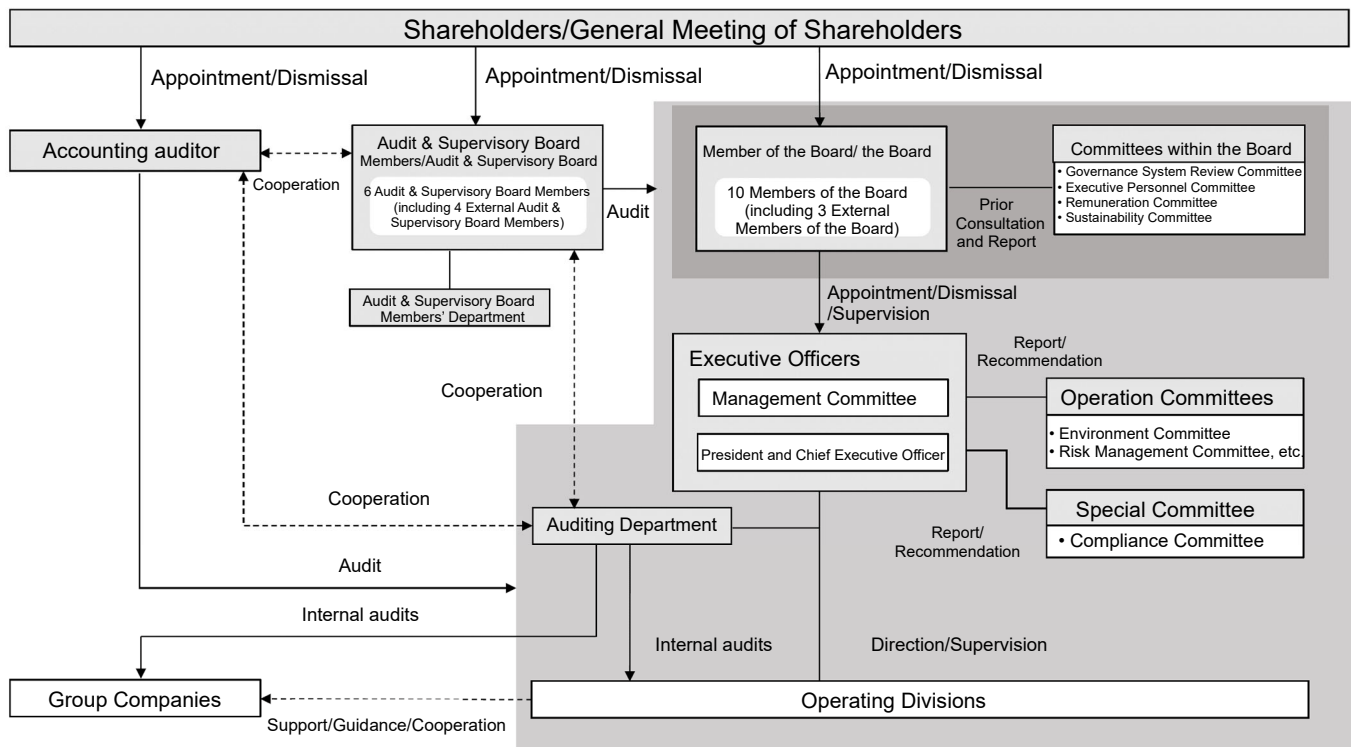 Shareholders/General Meeting of Shareholders
Appointment/Dismissal
Appointment/Dismissal
Appointment/Dismissal
Accounting auditor
Cooperation
Audit & Supervisory Board
Members/Audit & Supervisory Board
6 Audit & Supervisory Board Members
(including 4 External Audit &
Supervisory Board Members)
Audit
Member of the Board/ the Board
10 Members of the Board
(including 3 External
Members of the Board)
Prior
Consultation
and Report
Committees within the Board
• Governance System Review Committee
• Executive Personnel Committee
• Remuneration Committee
• Sustainability Committee
Audit & Supervisory Board
Members' Department
Appointment/Dismissal
/Supervision
Executive Officers
Management Committee
President and Chief Executive Officer
Report/
Recommendation
Operation Committees
• Environment Committee
• Risk Management Committee, etc.
Cooperation
Cooperation
Auditing Department
Report/
Recommendation
Special Committee
• Compliance Committee
Audit
Internal audits
Internal audits
Direction/Supervision
Group Companies
Support/Guidance/Cooperation
Operating Divisions